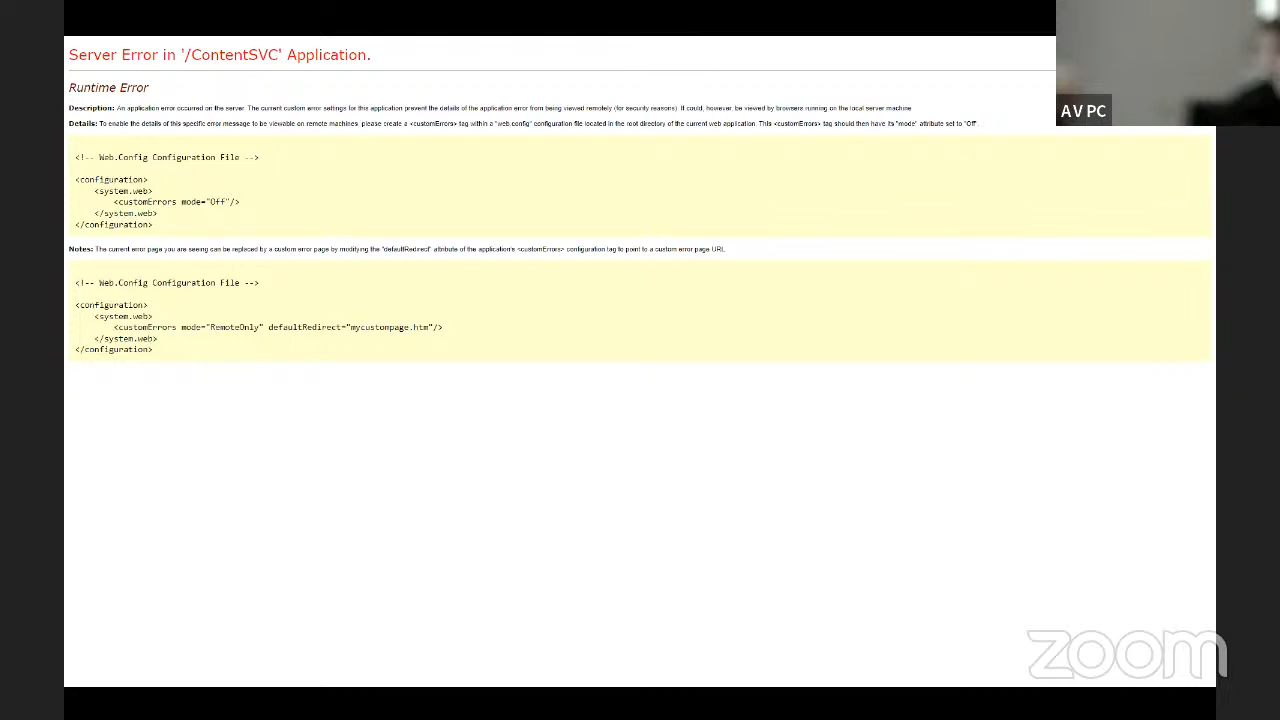 Server Error in '/ContentSVC' Application.
Runtime Error
Description: An application error occurred on the server. The current custom error settings for this application prevent the details of the application error from being viewed remotely (for security reasons). It could, however, be viewed by browsers running on the local server machine
Details: To enable the details of this specific error message to be viewable on remote machines, please create a <customErrors> tag within a "web.config" configuration file located in the root directory of the current web application. This <customErrors> tag should then have its "mode" attribute set to "Off".
<!-- Web.Config Configuration File -->
<configuration>
<system.web>
<customErrors mode="Off"/>
</system.web>
</configuration>
Notes: The current error page you are seeing can be replaced by a custom error page by modifying the "defaultRedirect" attribute of the application's <customErrors> configuration tag to point to a custom error page URL.
<!-- Web.Config Configuration File -->
<configuration>
<system.web>
<customErrors mode="RemoteOnly" defaultRedirect="mycustompage.htm"/>
</system.web>
</configuration>
AV PC
zoom